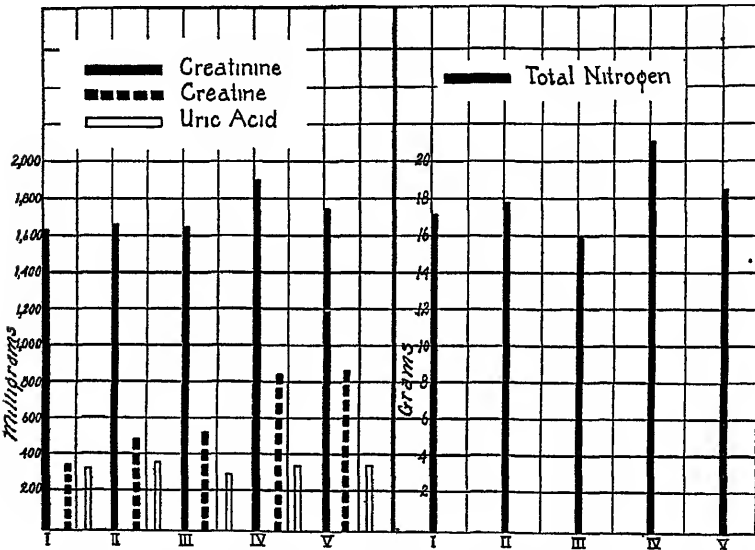 Creatinine
Creatine
Uric Acid
Total Nitrogen
2,000
1,800
1,600
1,400
1,200
1,000
800
600
400
200
Milligrams
I II III IV V
20
18
16
14
12
10
8
6
4
2
Grams
I II III IV V